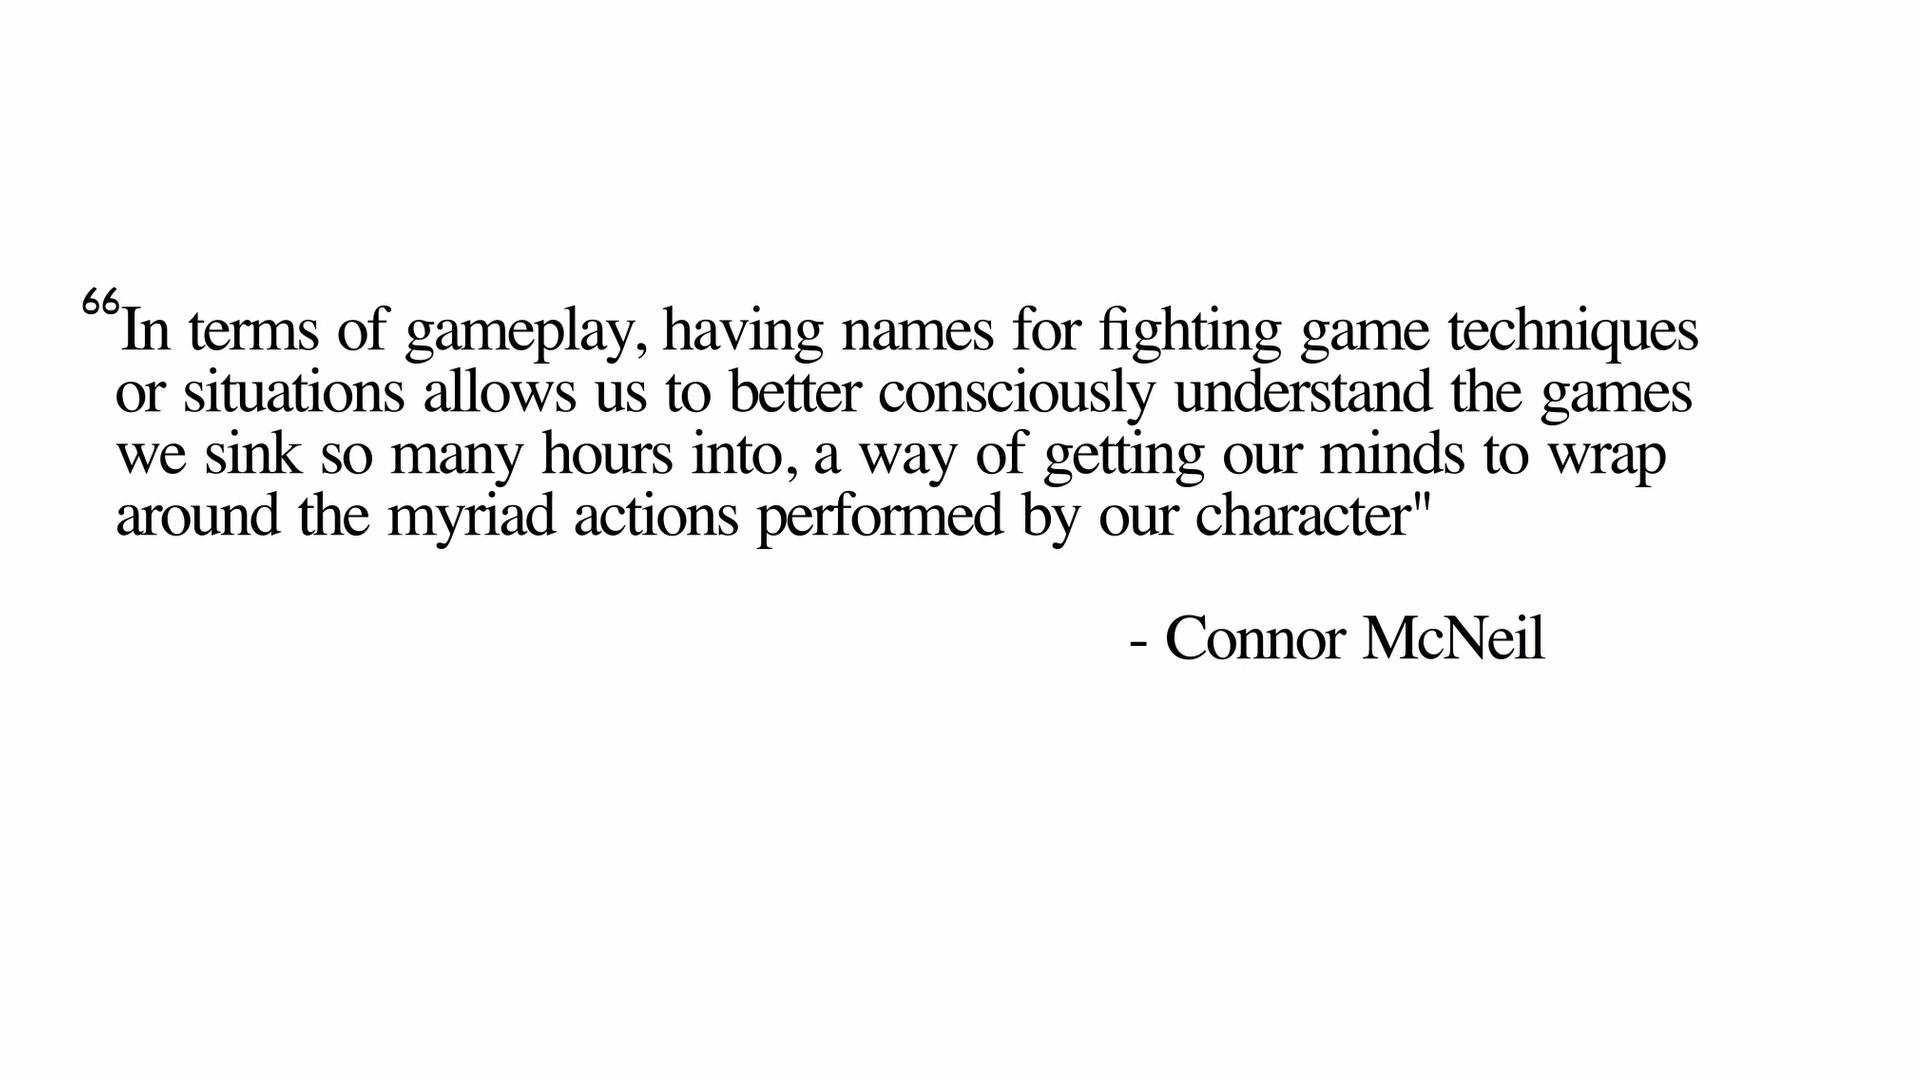 “In terms of gameplay, having names for fighting game techniques
or situations allows us to better consciously understand the games
we sink so many hours into, a way of getting our minds to wrap
around the myriad actions performed by our character"
- Connor McNeil